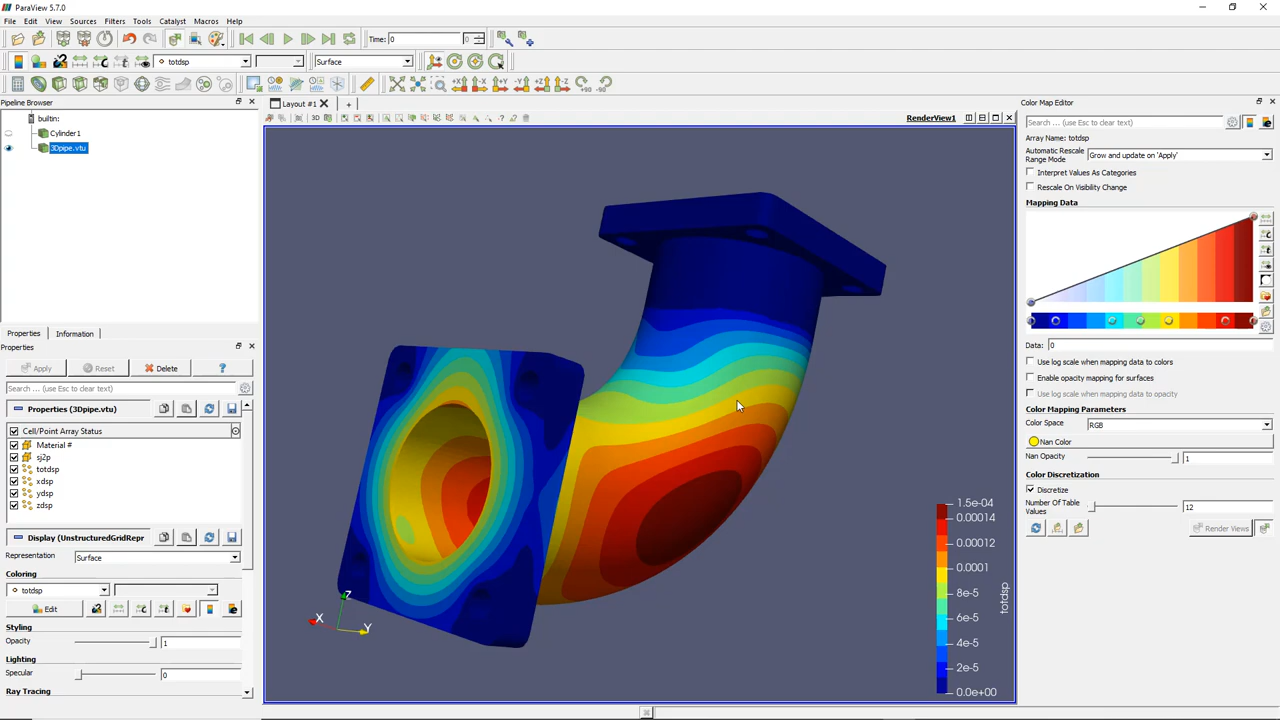 ParaView 5.7.0
File Edit View Sources Filters Tools Catalyst Macros Help
Time: 0 0
totdsp Surface
+X -X +Y -Y +Z -Z
Pipeline Browser
builtin:
Cylinder1
3Dpipe.vtu
Properties Information
Properties
Apply Reset Delete ?
Search ... (use Esc to clear text)
Properties (3Dpipe.vtu)
Cell/Point Array Status
Material #
sj2p
totdsp
xdsp
ydsp
zdsp
Display (UnstructuredGridRepr
Representation Surface
Coloring
totdsp
Edit
Styling
Opacity 1
Lighting
Specular 0
Ray Tracing
Layout #1
3D
RenderView1
X
Y
Z
1.5e-04
0.00014
0.00012
0.0001
8e-5
6e-5
4e-5
2e-5
0.0e+00
totdsp
Color Map Editor
Search ... (use Esc to clear text)
Array Name: totdsp
Automatic Rescale Range Mode Grow and update on 'Apply'
Interpret Values As Categories
Rescale On Visibility Change
Mapping Data
Data: 0
Use log scale when mapping data to colors
Enable opacity mapping for surfaces
Use log scale when mapping data to opacity
Color Mapping Parameters
Color Space RGB
Nan Color
Nan Opacity 1
Color Discretization
Discretize
Number Of Table Values 12
Render Views